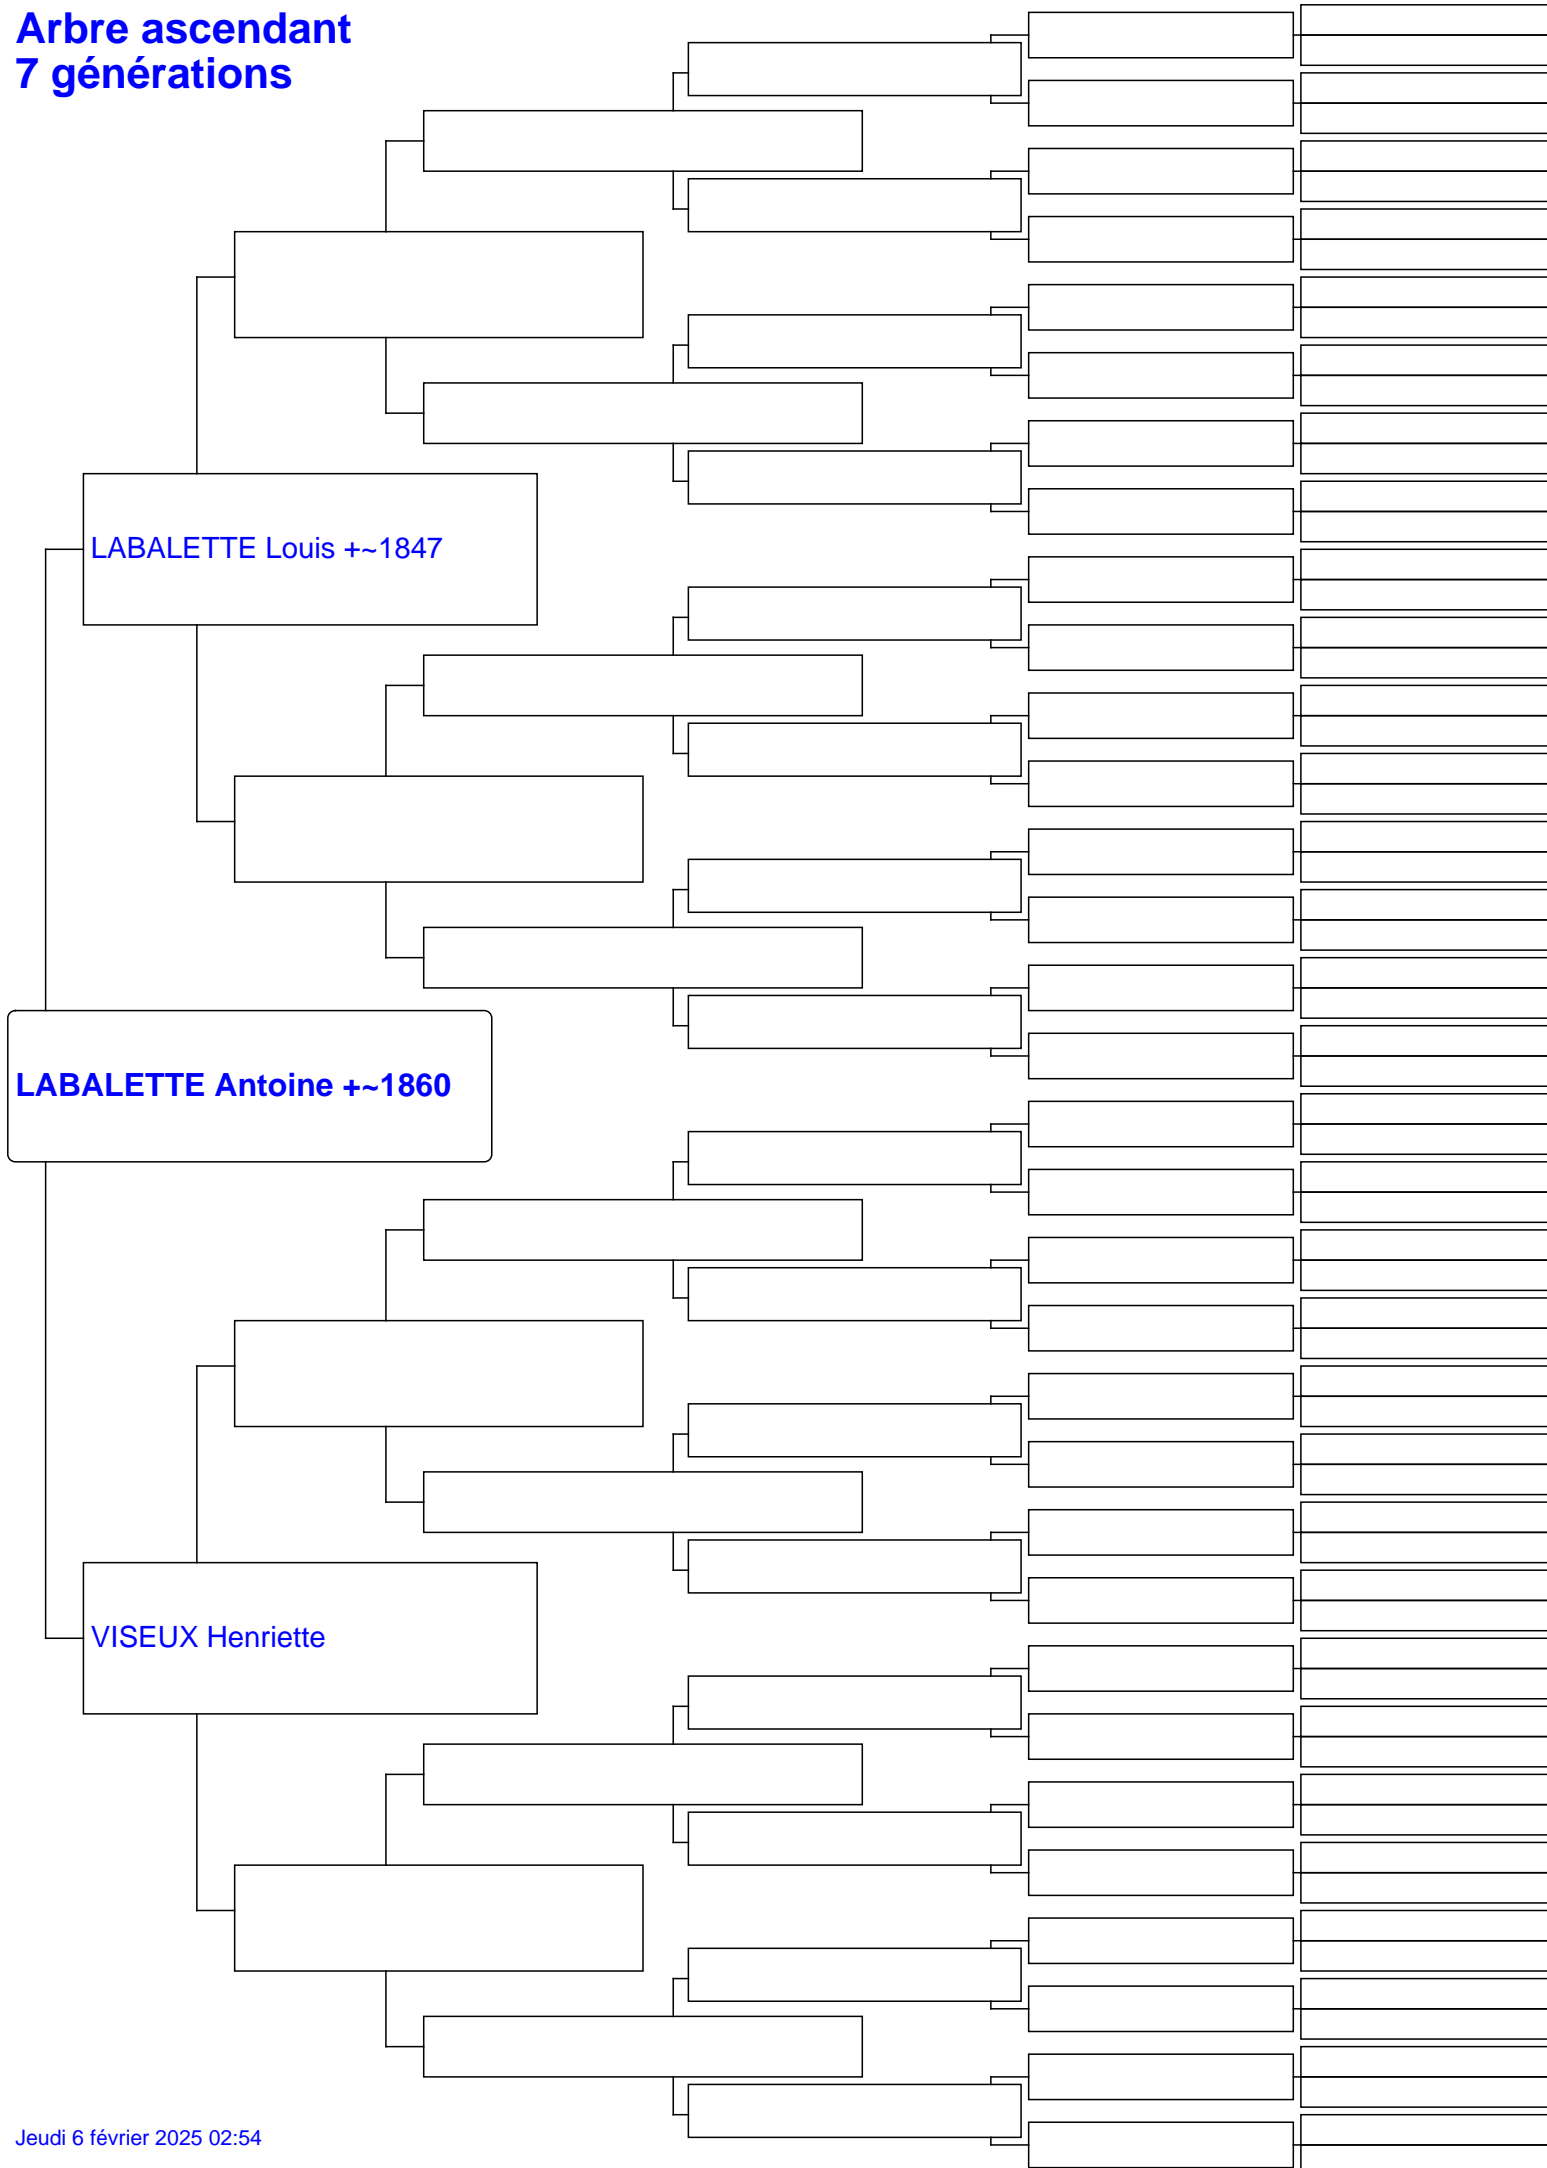 Arbre ascendant
7 générations
LABALETTE Louis +~1847
LABALETTE Antoine +~1860
VISEUX Henriette
Jeudi 6 février 2025 02:54